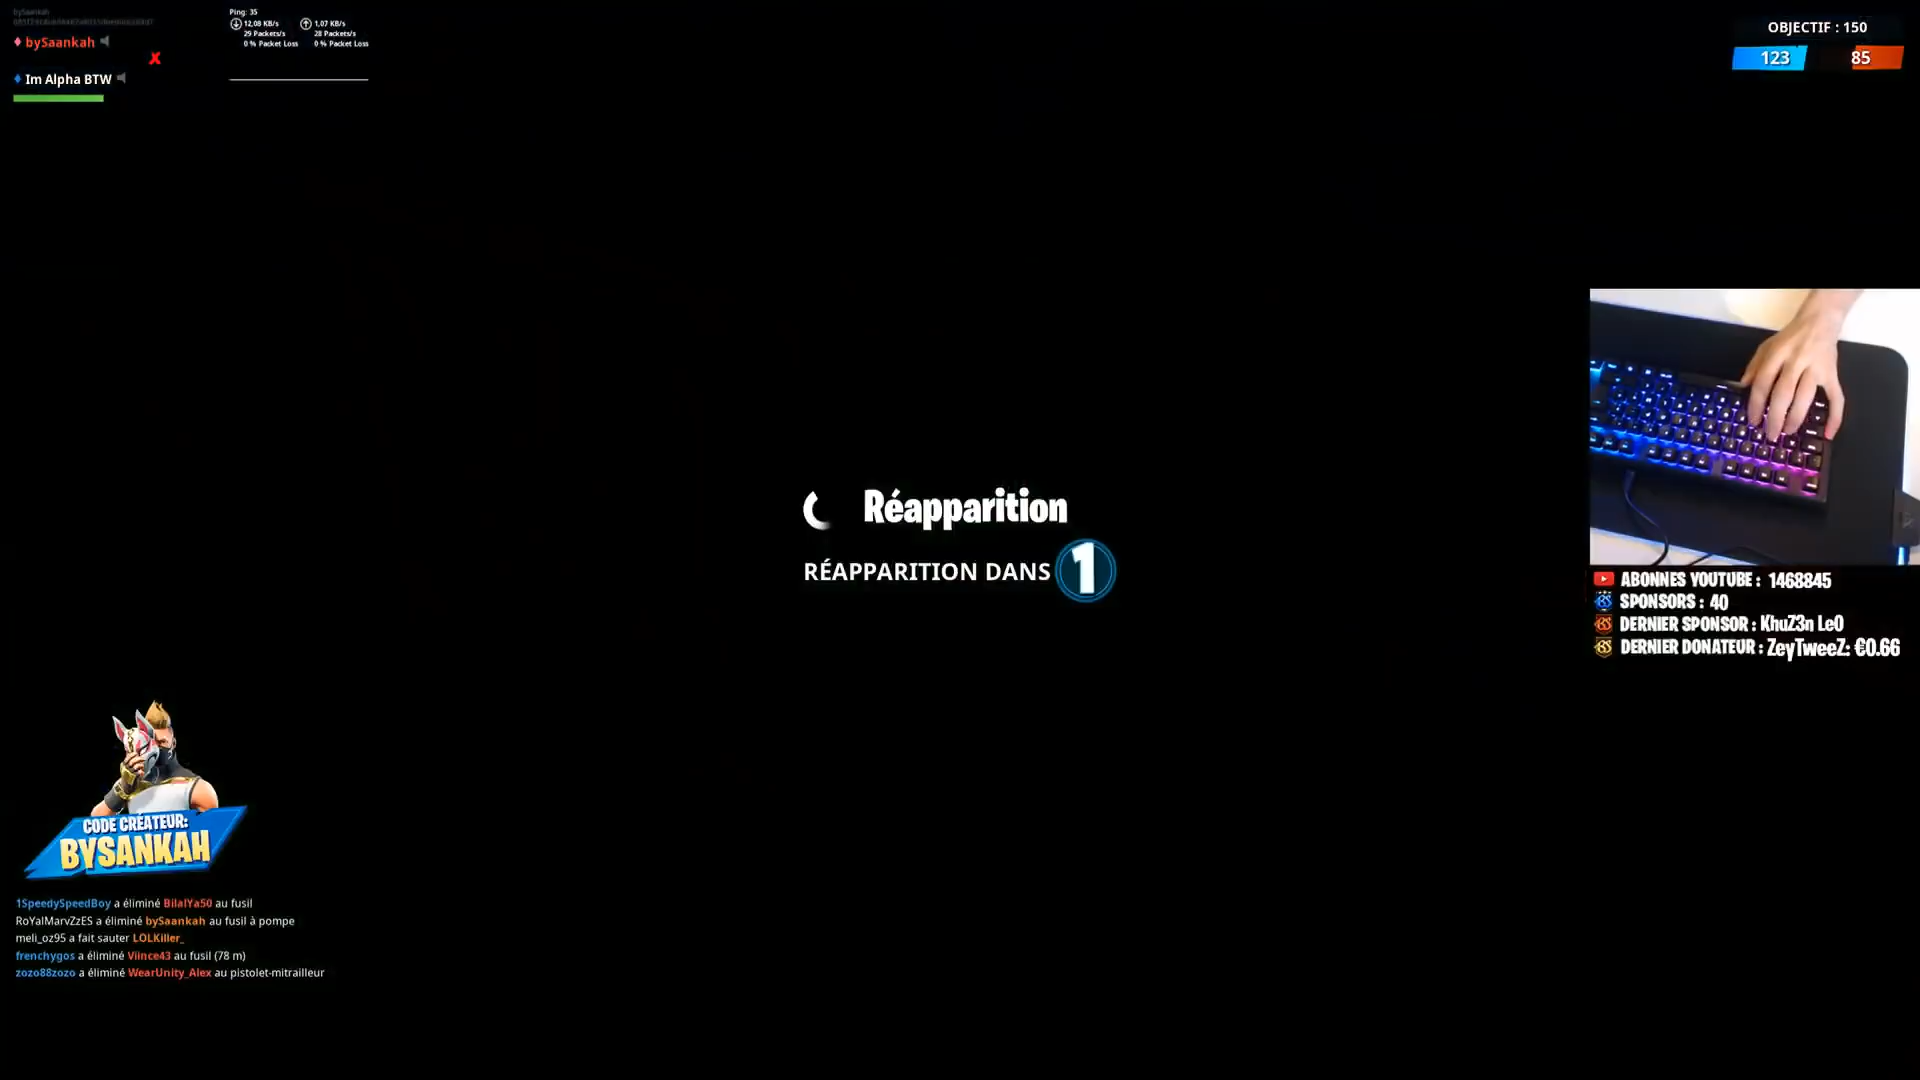 bySaankah
bySaankah
X
Im Alpha BTW
Ping: 35
12,08 KB/s 1,07 KB/s
29 Packets/s 28 Packets/s
0 % Packet Loss 0 % Packet Loss
OBJECTIF : 150
123 85
Réapparition
RÉAPPARITION DANS 1
ABONNES YOUTUBE : 1468845
SPONSORS : 40
DERNIER SPONSOR : KhuZ3n LeO
DERNIER DONATEUR : ZeyTweeZ: €0.66
CODE CRÉATEUR:
BYSANKAH
1SpeedySpeedBoy a éliminé BilalYa50 au fusil
RoYalMarvZzES a éliminé bySaankah au fusil à pompe
meli_oz95 a fait sauter LOLKiller_
frenchygos a éliminé Viince43 au fusil (78 m)
zozo88zozo a éliminé WearUnity_Alex au pistolet-mitrailleur